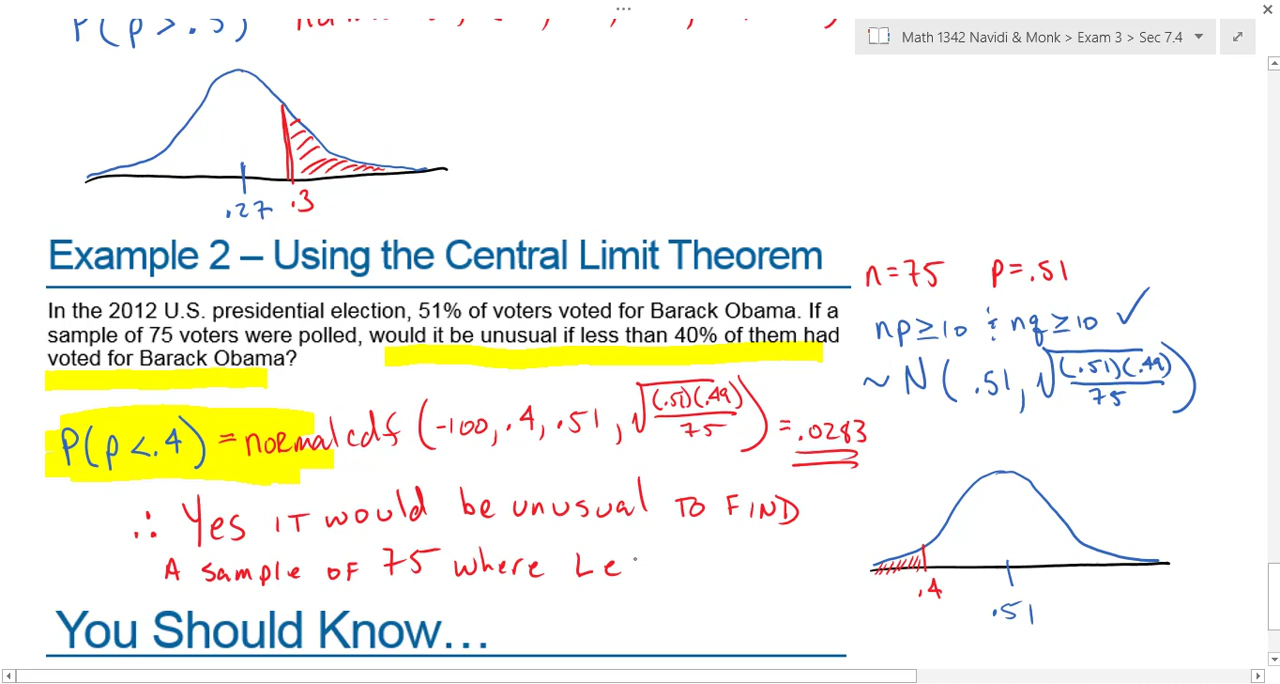 Math 1342 Navidi & Monk > Exam 3 > Sec 7.4
P(p > .3)
.27 .3
Example 2 – Using the Central Limit Theorem
In the 2012 U.S. presidential election, 51% of voters voted for Barack Obama. If a
sample of 75 voters were polled, would it be unusual if less than 40% of them had
voted for Barack Obama?
n=75 p=.51
np≥10 & nq≥10 ✓
~ N(.51, √((.51)(.49)/75))
P(p<.4) = normalcdf(-100, .4, .51, √((.51)(.49)/75)) = .0283
∴ Yes IT would be unusual TO FIND
A sample OF 75 where Le
.4
.51
You Should Know…